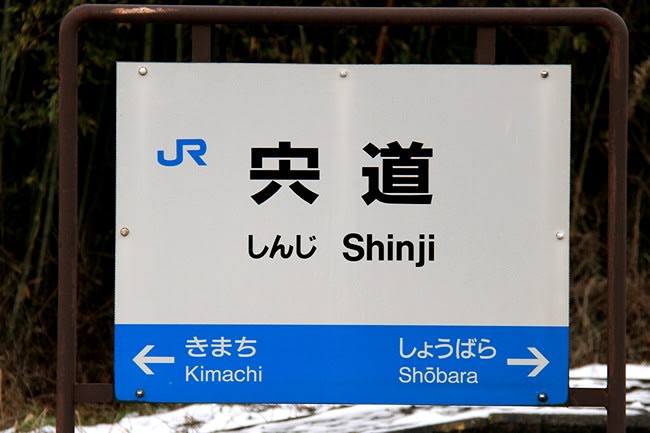 JR
宍道
しんじ Shinji
← きまち しょうばら →
Kimachi Shōbara